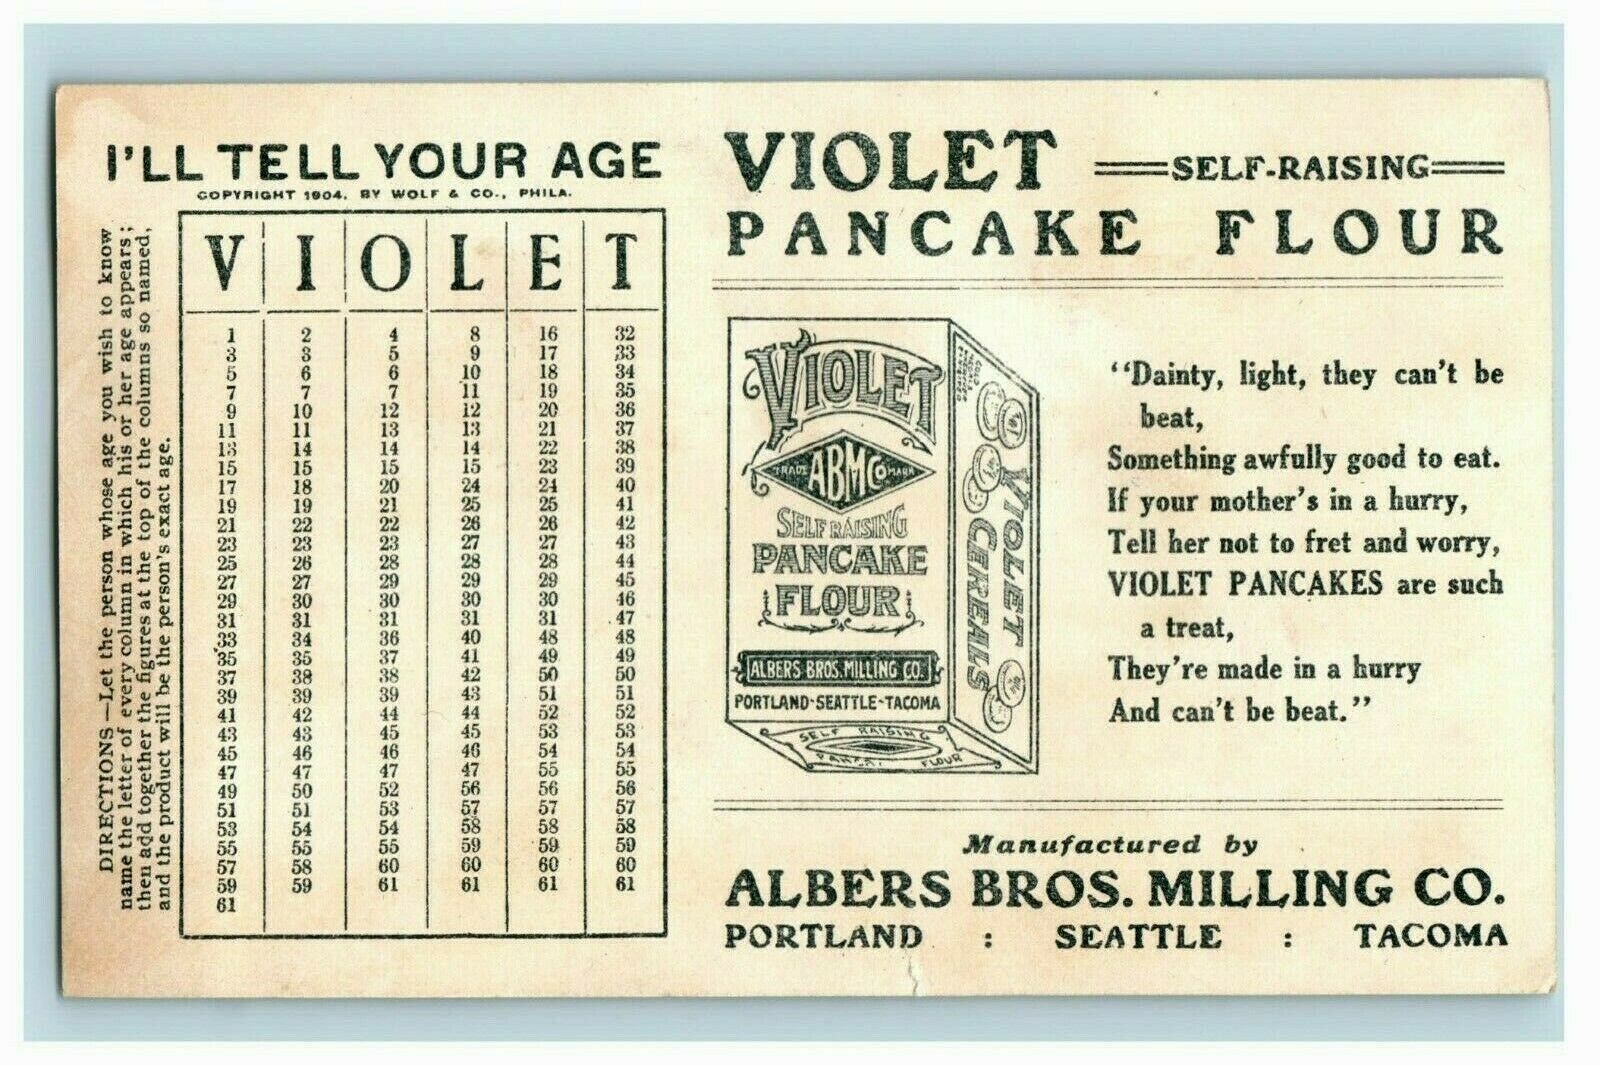 I'LL TELL YOUR AGE
COPYRIGHT 1904, BY WOLF & CO., PHILA.
DIRECTIONS—Let the person whose age you wish to know
name the letter of every column in which his or her age appears;
then add together the figures at the top of the columns so named,
and the product will be the person's exact age.
V I O L E T
1 2 4 8 16 32
3 3 5 9 17 33
5 6 6 10 18 34
7 7 7 11 19 35
9 10 12 12 20 36
11 11 13 13 21 37
13 14 14 14 22 38
15 15 15 15 23 39
17 18 20 24 24 40
19 19 21 25 25 41
21 22 22 26 26 42
23 23 23 27 27 43
25 26 28 28 28 44
27 27 29 29 29 45
29 30 30 30 30 46
31 31 31 31 31 47
33 34 36 40 48 48
35 35 37 41 49 49
37 38 38 42 50 50
39 39 39 43 51 51
41 42 44 44 52 52
43 43 45 45 53 53
45 46 46 46 54 54
47 47 47 47 55 55
49 50 52 56 56 56
51 51 53 57 57 57
53 54 54 58 58 58
55 55 55 59 59 59
57 58 60 60 60 60
59 59 61 61 61 61
61
VIOLET SELF-RAISING
PANCAKE FLOUR
VIOLET
TRADE ABMCo MARK
SELF RAISING
PANCAKE
FLOUR
ALBERS BROS. MILLING CO.
PORTLAND-SEATTLE-TACOMA
SELF RAISING
FLOUR
VIOLET
CEREALS
"Dainty, light, they can't be
beat,
Something awfully good to eat.
If your mother's in a hurry,
Tell her not to fret and worry,
VIOLET PANCAKES are such
a treat,
They're made in a hurry
And can't be beat."
Manufactured by
ALBERS BROS. MILLING CO.
PORTLAND : SEATTLE : TACOMA